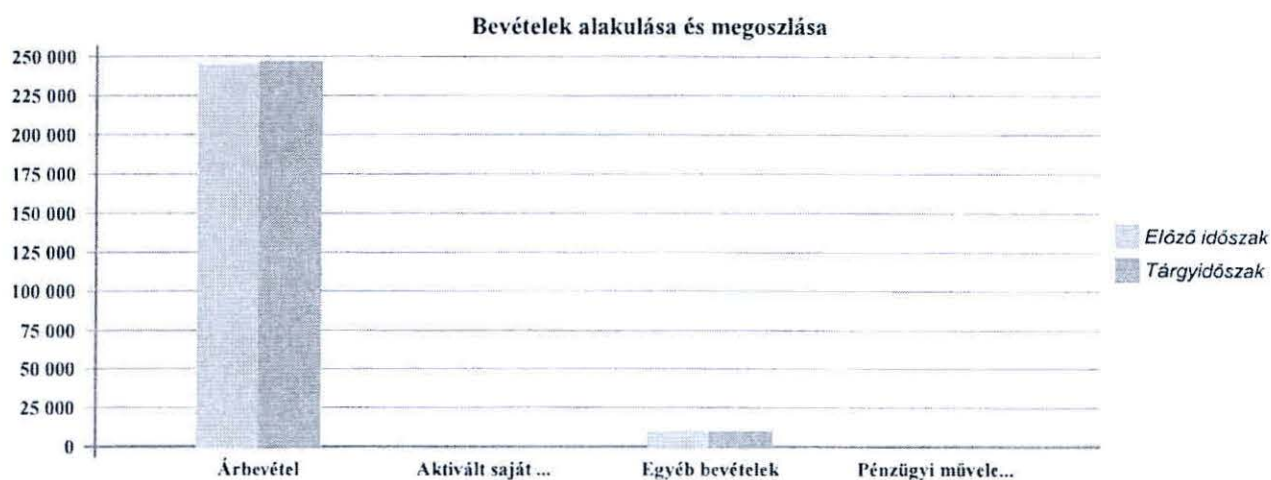 Bevételek alakulása és megoszlása
250 000
225 000
200 000
175 000
150 000
125 000
100 000
75 000
50 000
25 000
0
Árbevétel
Aktivált saját ...
Egyéb bevételek
Pénzügyi művele...
Előző időszak
Tárgyidőszak